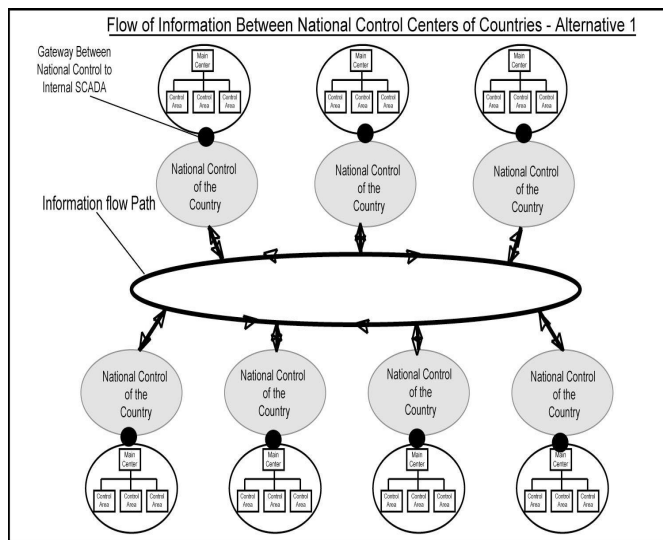 Flow of Information Between National Control Centers of Countries - Alternative 1
Gateway Between
National Control to
Internal SCADA
Main
Center
Control
Area
Control
Area
Control
Area
Main
Center
Control
Area
Control
Area
Control
Area
Main
Center
Control
Area
Control
Area
Control
Area
National Control
of the
Country
National Control
of the
Country
National Control
of the
Country
Information flow Path
National Control
of the
Country
National Control
of the
Country
National Control
of the
Country
National Control
of the
Country
Main
Center
Control
Area
Control
Area
Control
Area
Main
Center
Control
Area
Control
Area
Control
Area
Main
Center
Control
Area
Control
Area
Control
Area
Main
Center
Control
Area
Control
Area
Control
Area